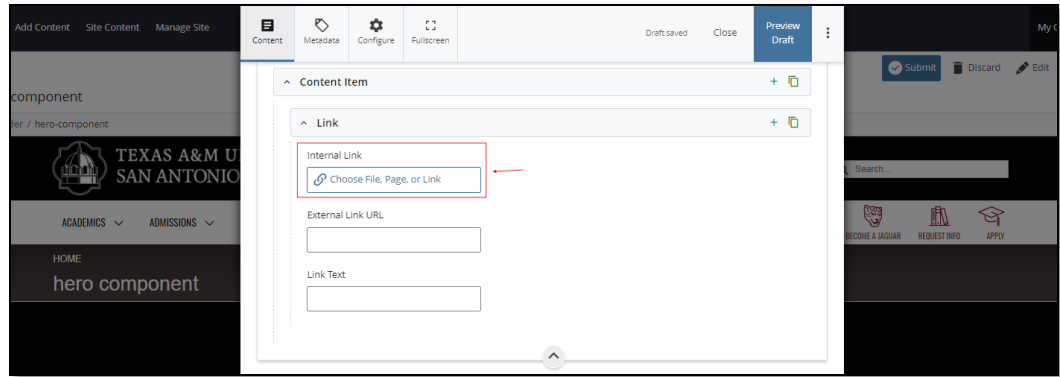 Add Content Site Content Manage Site
Content Metadata Configure Fullscreen
Draft saved Close Preview Draft
My
Submit Discard Edit
component
/ hero-component
Content Item
Link
Internal Link
Choose File, Page, or Link
External Link URL
Link Text
TEXAS A&M
SAN ANTONIO
Search...
ACADEMICS ADMISSIONS
BECOME A JAGUAR REQUEST INFO APPLY
HOME
hero component